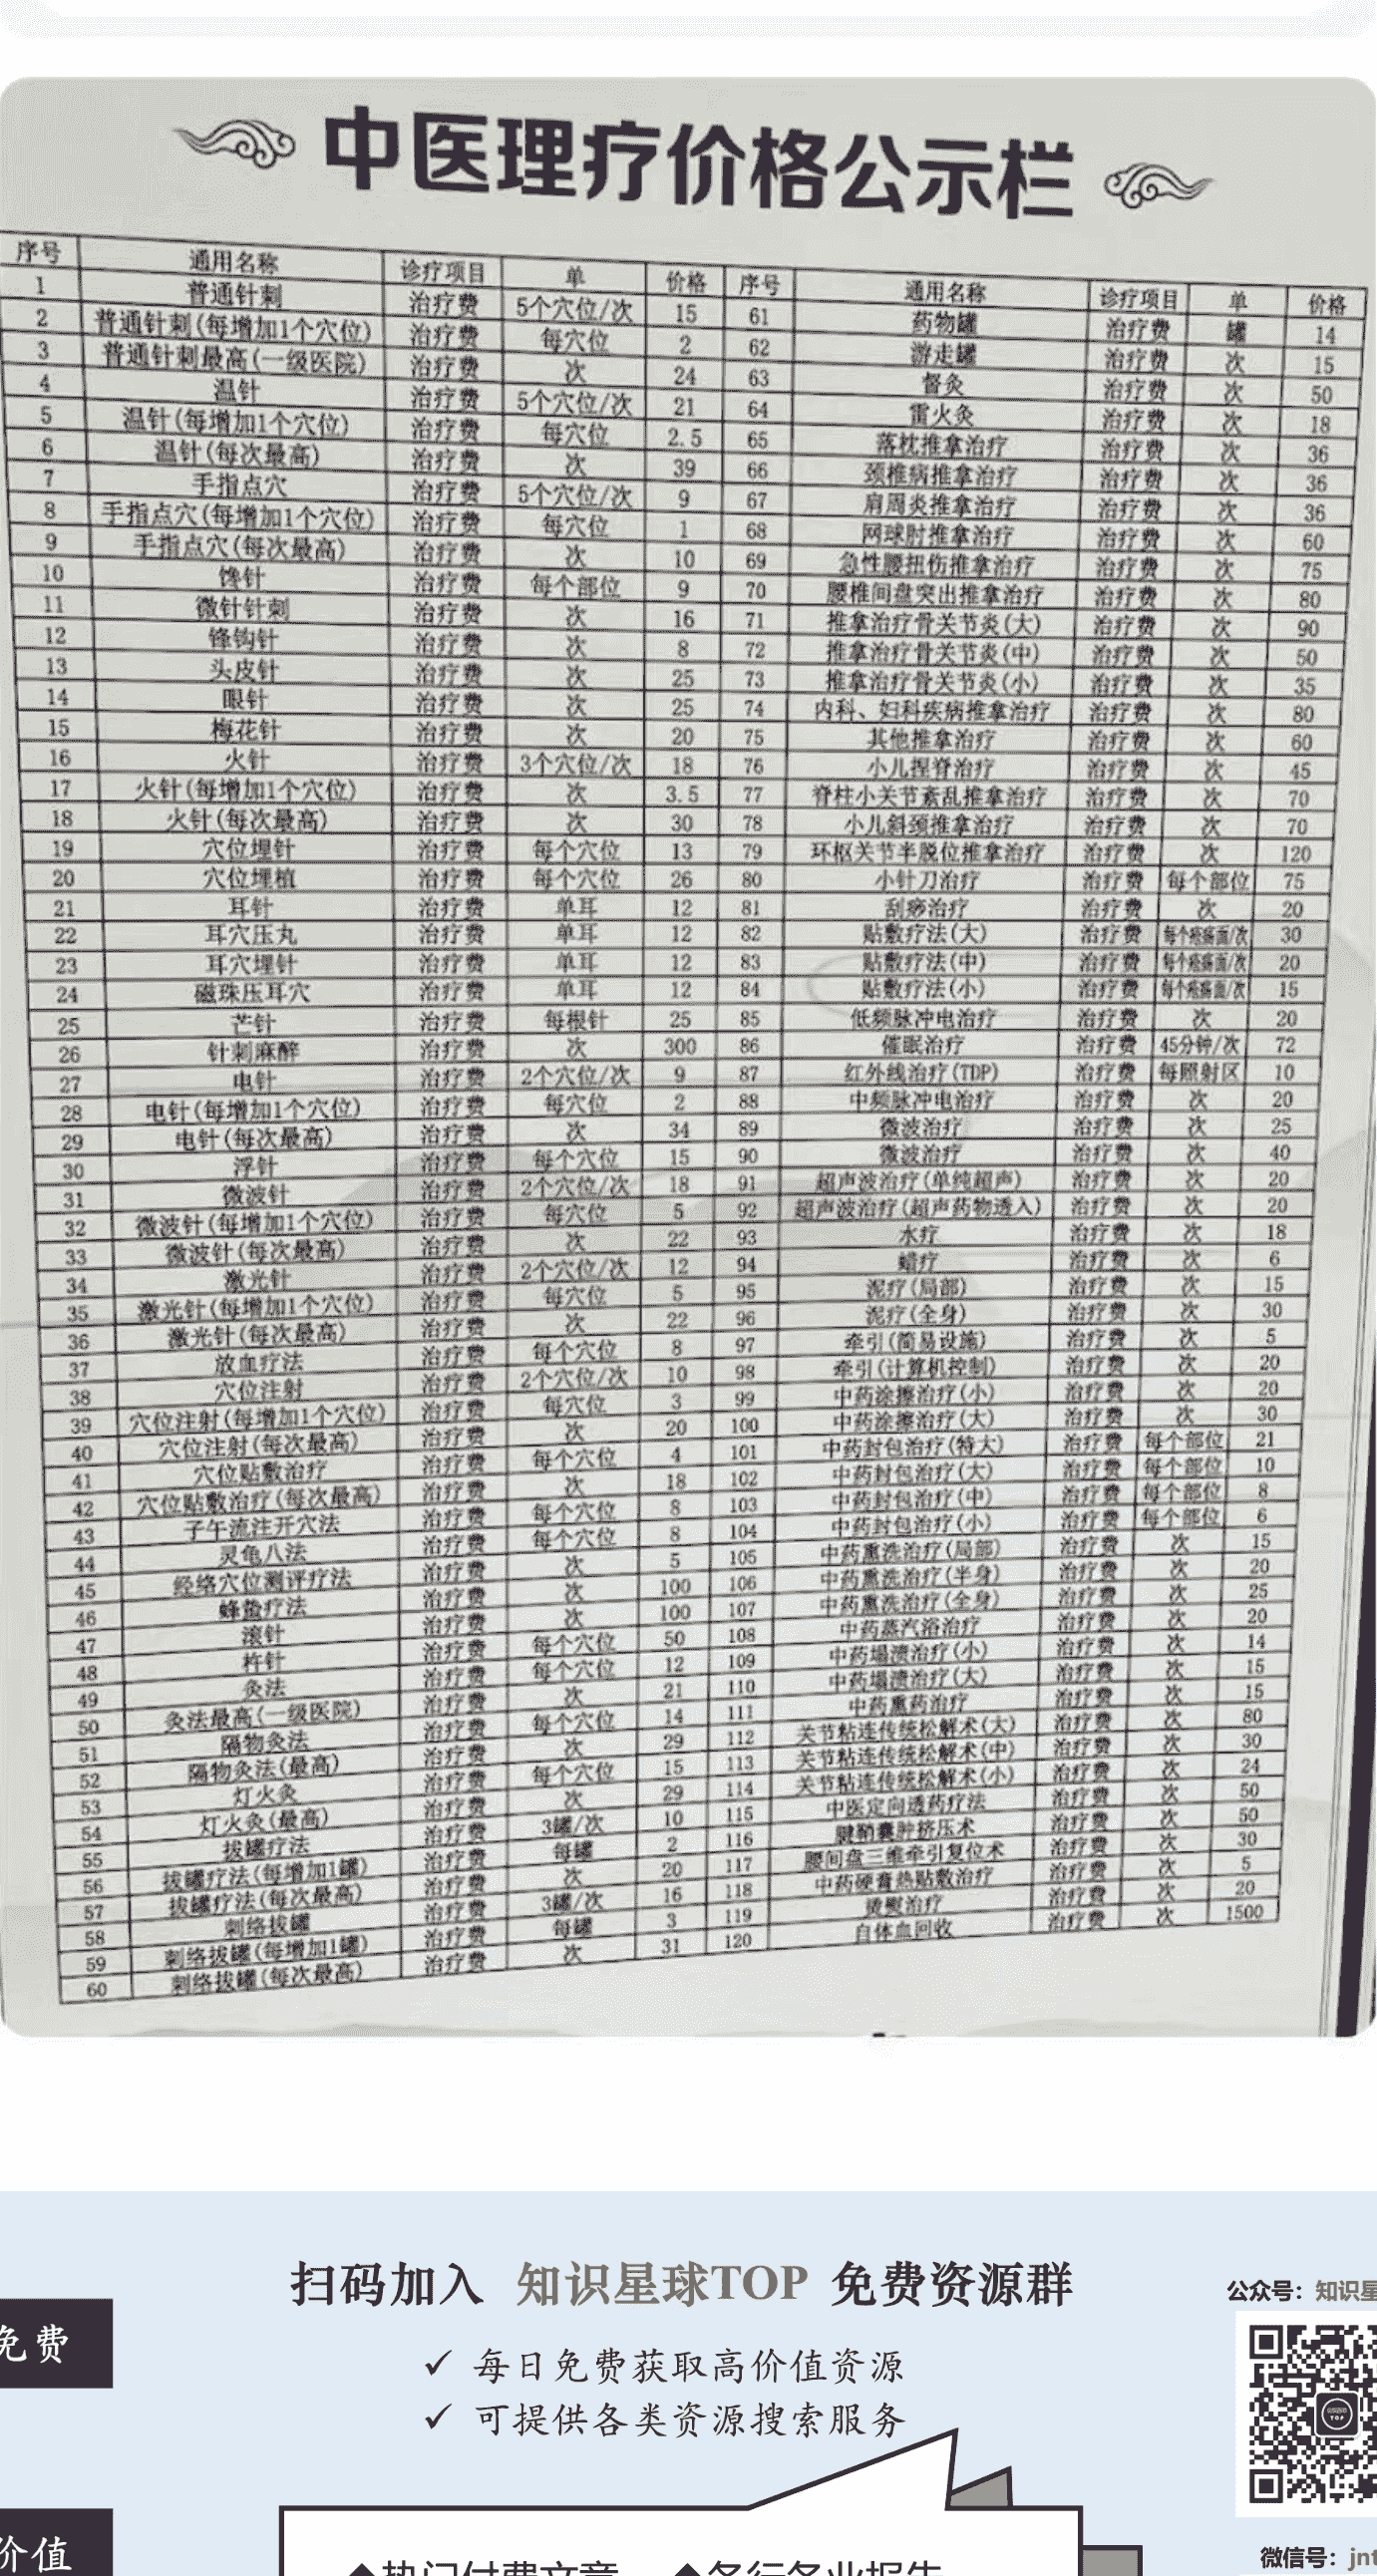 中医理疗价格公示栏
序号 通用名称 诊疗项目 单 价格 序号 通用名称 诊疗项目 单 价格
1 普通针刺 治疗费 5个穴位/次 15 61 药物罐 治疗费 罐 14
2 普通针刺(每增加1个穴位) 治疗费 每穴位 2 62 游走罐 治疗费 次 15
3 普通针刺最高(一级医院) 治疗费 次 24 63 督灸 治疗费 次 50
4 温针 治疗费 5个穴位/次 21 64 雷火灸 治疗费 次 18
5 温针(每增加1个穴位) 治疗费 每穴位 2.5 65 落枕推拿治疗 治疗费 次 36
6 温针(每次最高) 治疗费 次 39 66 颈椎病推拿治疗 治疗费 次 36
7 手指点穴 治疗费 5个穴位/次 9 67 肩周炎推拿治疗 治疗费 次 36
8 手指点穴(每增加1个穴位) 治疗费 每穴位 1 68 网球肘推拿治疗 治疗费 次 60
9 手指点穴(每次最高) 治疗费 次 10 69 急性腰扭伤推拿治疗 治疗费 次 75
10 馋针 治疗费 每个部位 9 70 腰椎间盘突出推拿治疗 治疗费 次 80
11 微针针刺 治疗费 次 16 71 推拿治疗骨关节炎(大) 治疗费 次 90
12 锋钩针 治疗费 次 8 72 推拿治疗骨关节炎(中) 治疗费 次 50
13 头皮针 治疗费 次 25 73 推拿治疗骨关节炎(小) 治疗费 次 35
14 眼针 治疗费 次 25 74 内科、妇科疾病推拿治疗 治疗费 次 80
15 梅花针 治疗费 次 20 75 其他推拿治疗 治疗费 次 60
16 火针 治疗费 3个穴位/次 18 76 小儿捏脊治疗 治疗费 次 45
17 火针(每增加1个穴位) 治疗费 次 3.5 77 脊柱小关节紊乱推拿治疗 治疗费 次 70
18 火针(每次最高) 治疗费 次 30 78 小儿斜颈推拿治疗 治疗费 次 70
19 穴位埋针 治疗费 每个穴位 13 79 环枢关节半脱位推拿治疗 治疗费 次 120
20 穴位埋植 治疗费 每个穴位 26 80 小针刀治疗 治疗费 每个部位 75
21 耳针 治疗费 单耳 12 81 刮痧治疗 治疗费 次 20
22 耳穴压丸 治疗费 单耳 12 82 贴敷疗法(大) 治疗费 每个疮疡面/次 30
23 耳穴埋针 治疗费 单耳 12 83 贴敷疗法(中) 治疗费 每个疮疡面/次 20
24 磁珠压耳穴 治疗费 单耳 12 84 贴敷疗法(小) 治疗费 每个疮疡面/次 15
25 芒针 治疗费 每根针 25 85 低频脉冲电治疗 治疗费 次 20
26 针刺麻醉 治疗费 次 300 86 催眠治疗 治疗费 45分钟/次 72
27 电针 治疗费 2个穴位/次 9 87 红外线治疗(TDP) 治疗费 每照射区 10
28 电针(每增加1个穴位) 治疗费 每穴位 2 88 中频脉冲电治疗 治疗费 次 20
29 电针(每次最高) 治疗费 次 34 89 微波治疗 治疗费 次 25
30 浮针 治疗费 每个穴位 15 90 微波治疗 治疗费 次 40
31 微波针 治疗费 2个穴位/次 18 91 超声波治疗(单纯超声) 治疗费 次 20
32 微波针(每增加1个穴位) 治疗费 每穴位 5 92 超声波治疗(超声药物透入) 治疗费 次 20
33 微波针(每次最高) 治疗费 次 22 93 水疗 治疗费 次 18
34 激光针 治疗费 2个穴位/次 12 94 蜡疗 治疗费 次 6
35 激光针(每增加1个穴位) 治疗费 每穴位 5 95 泥疗(局部) 治疗费 次 15
36 激光针(每次最高) 治疗费 次 22 96 泥疗(全身) 治疗费 次 30
37 放血疗法 治疗费 每个穴位 8 97 牵引(简易设施) 治疗费 次 5
38 穴位注射 治疗费 2个穴位/次 10 98 牵引(计算机控制) 治疗费 次 20
39 穴位注射(每增加1个穴位) 治疗费 每穴位 3 99 中药涂擦治疗(小) 治疗费 次 20
40 穴位注射(每次最高) 治疗费 次 20 100 中药涂擦治疗(大) 治疗费 次 30
41 穴位贴敷治疗 治疗费 每个穴位 4 101 中药封包治疗(特大) 治疗费 每个部位 21
42 穴位贴敷治疗(每次最高) 治疗费 次 18 102 中药封包治疗(大) 治疗费 每个部位 10
43 子午流注开穴法 治疗费 每个穴位 8 103 中药封包治疗(中) 治疗费 每个部位 8
44 灵龟八法 治疗费 每个穴位 8 104 中药封包治疗(小) 治疗费 每个部位 6
45 经络穴位测评疗法 治疗费 次 5 105 中药熏洗治疗(局部) 治疗费 次 15
46 蜂蛰疗法 治疗费 次 100 106 中药熏洗治疗(半身) 治疗费 次 20
47 滚针 治疗费 次 100 107 中药熏洗治疗(全身) 治疗费 次 25
48 杵针 治疗费 每个穴位 50 108 中药蒸汽浴治疗 治疗费 次 20
49 灸法 治疗费 每个穴位 12 109 中药塌渍治疗(小) 治疗费 次 14
50 灸法最高(一级医院) 治疗费 次 21 110 中药塌渍治疗(大) 治疗费 次 15
51 隔物灸法 治疗费 每个穴位 14 111 中药熏药治疗 治疗费 次 15
52 隔物灸法(最高) 治疗费 次 29 112 关节粘连传统松解术(大) 治疗费 次 80
53 灯火灸 治疗费 每个穴位 15 113 关节粘连传统松解术(中) 治疗费 次 30
54 灯火灸(最高) 治疗费 次 29 114 关节粘连传统松解术(小) 治疗费 次 24
55 拔罐疗法 治疗费 3罐/次 10 115 中医定向透药疗法 治疗费 次 50
56 拔罐疗法(每增加1罐) 治疗费 每罐 2 116 腱鞘囊肿挤压术 治疗费 次 50
57 拔罐疗法(每次最高) 治疗费 次 20 117 腰间盘三维牵引复位术 治疗费 次 30
58 刺络拔罐 治疗费 3罐/次 16 118 中药硬膏热贴敷治疗 治疗费 次 5
59 刺络拔罐(每增加1罐) 治疗费 每罐 3 119 烫熨治疗 治疗费 次 20
60 刺络拔罐(每次最高) 治疗费 次 31 120 自体血回收 治疗费 次 1500
扫码加入 知识星球TOP 免费资源群
✓ 每日免费获取高价值资源
✓ 可提供各类资源搜索服务
免费
价值
公众号：知识星
TOP
微信号：jnt
◆热门付费文章 ◆各行各业报告